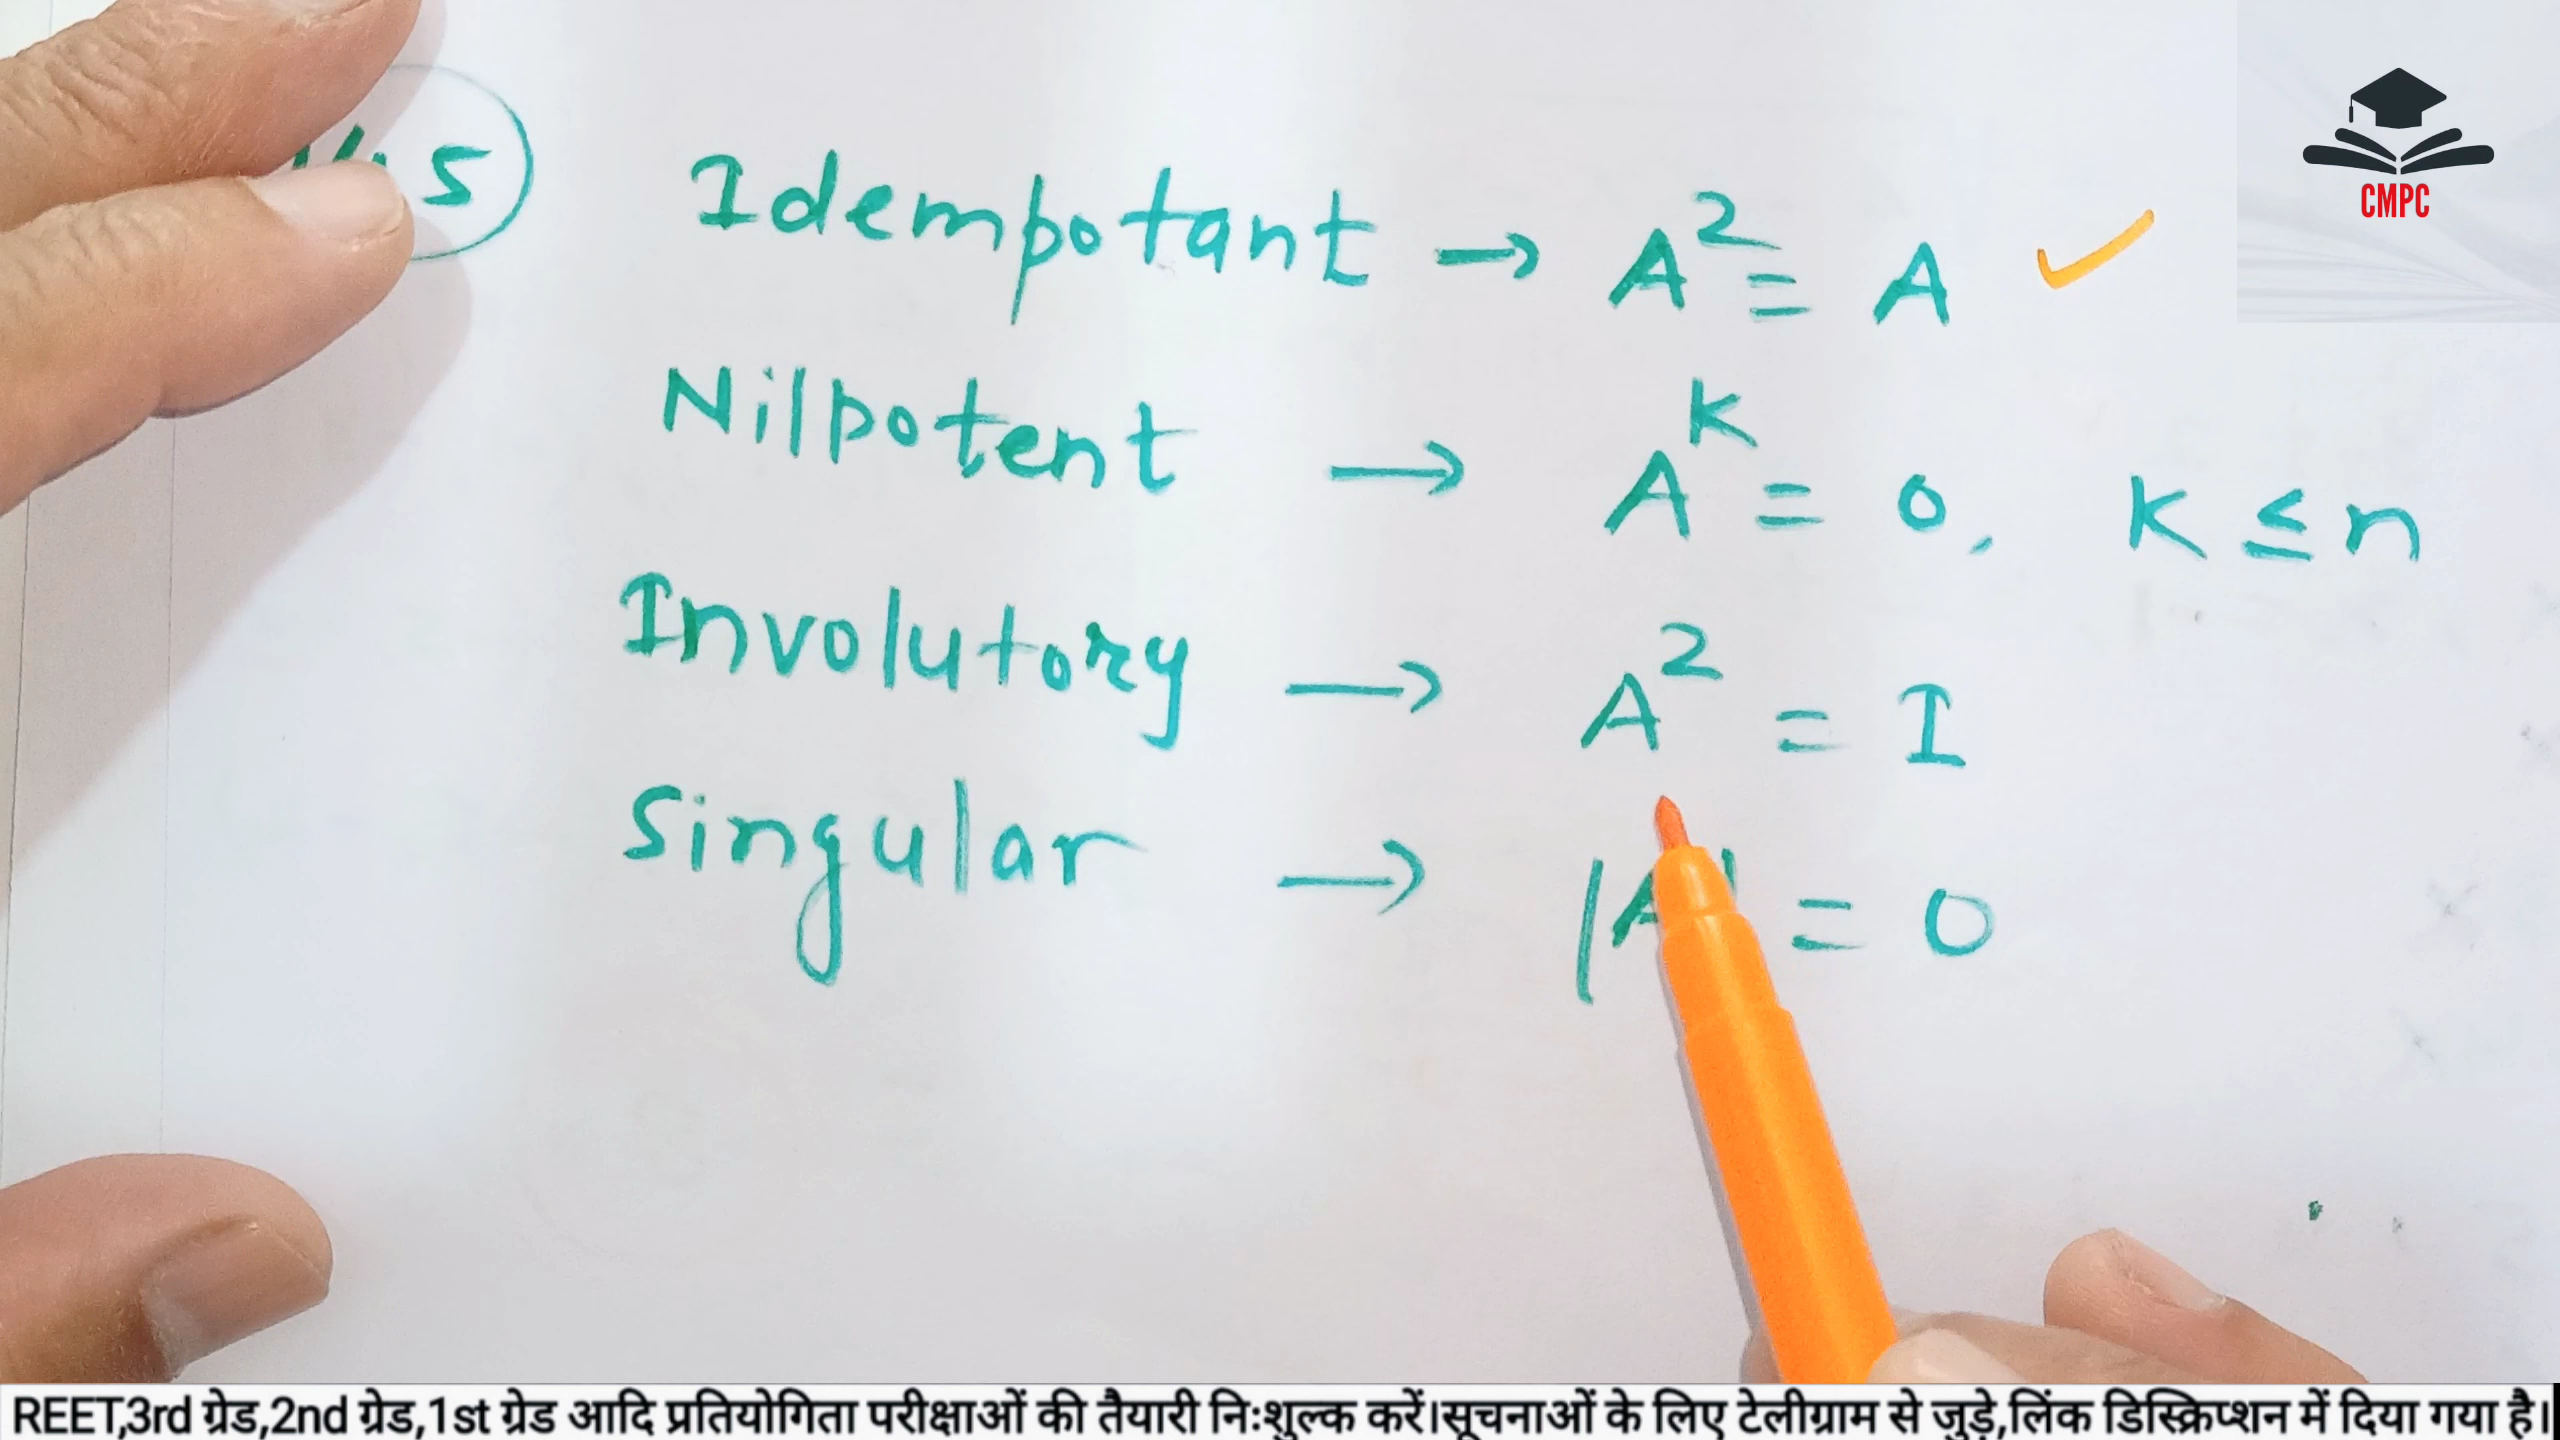 CMPC
5
Idempotant → A² = A ✓
Nilpotent → Aᴷ = 0, K ≤ n
Involutory → A² = I
Singular → |A| = 0
REET,3rd ग्रेड,2nd ग्रेड,1st ग्रेड आदि प्रतियोगिता परीक्षाओं की तैयारी निःशुल्क करें।सूचनाओं के लिए टेलीग्राम से जुड़े,लिंक डिस्क्रिप्शन में दिया गया है।